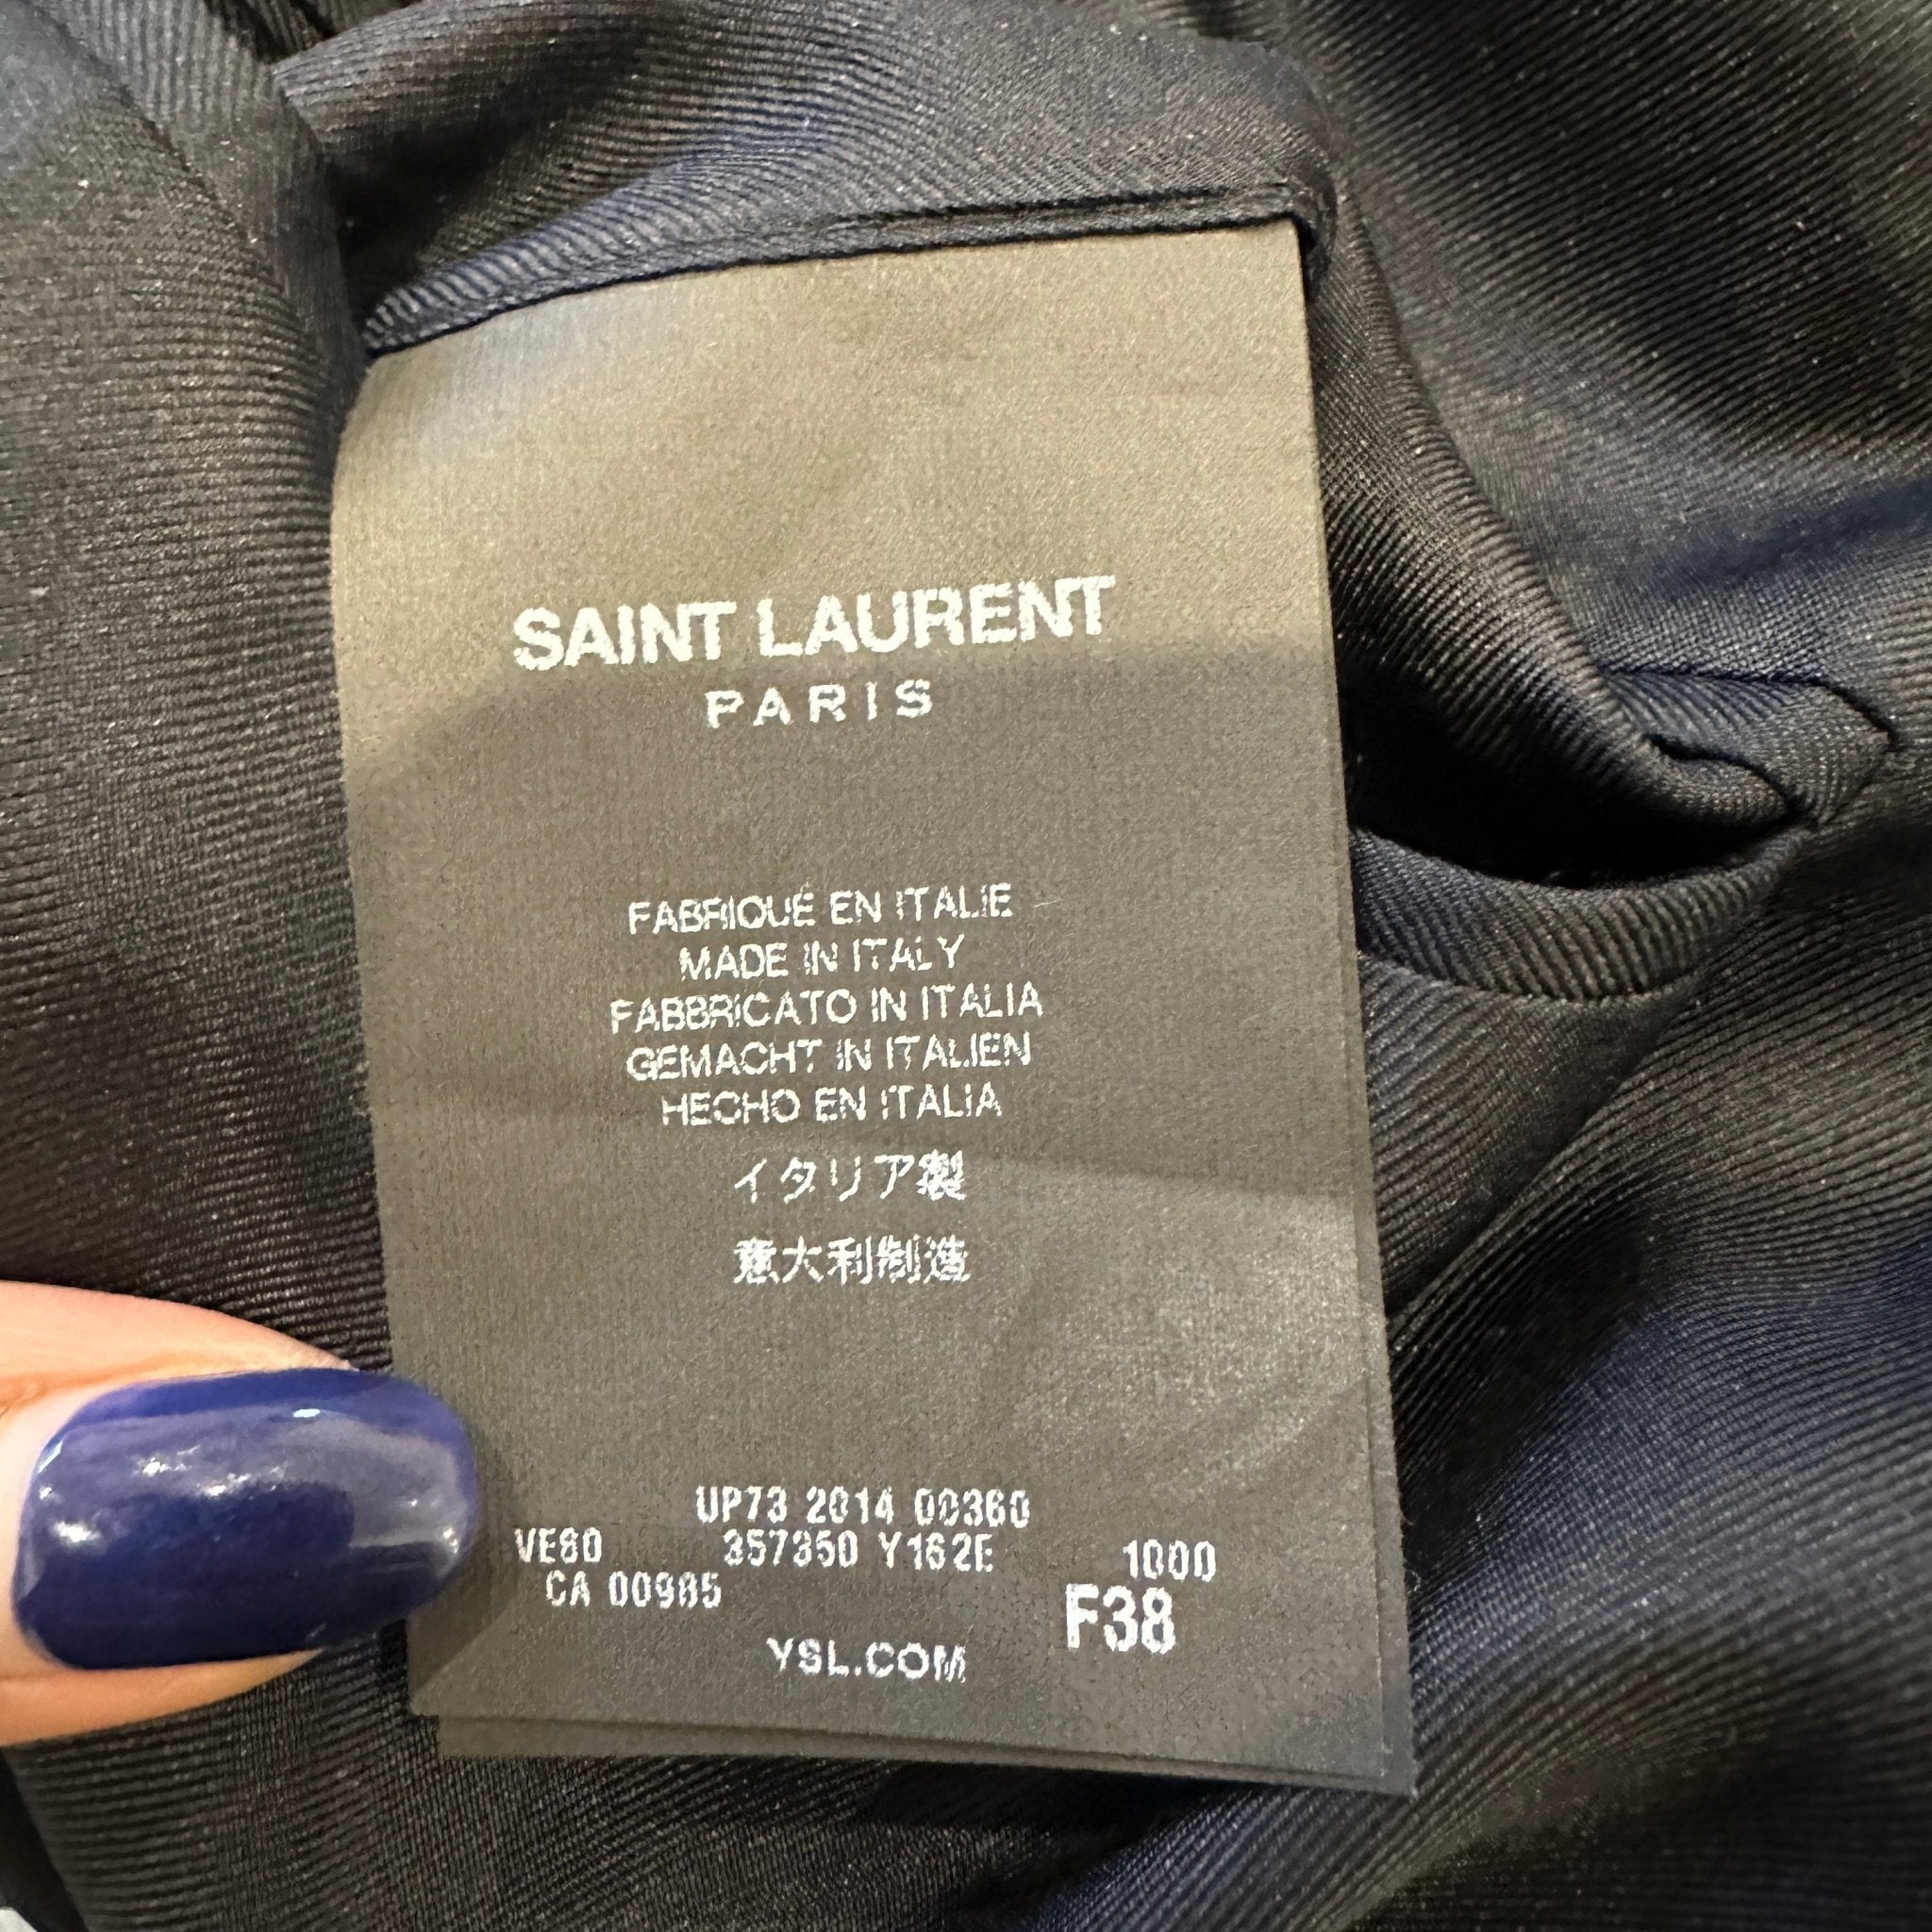 SAINT LAURENT
PARIS
FABRIQUÉ EN ITALIE
MADE IN ITALY
FABBRICATO IN ITALIA
GEMACHT IN ITALIEN
HECHO EN ITALIA
イタリア製
意大利制造
UP73 2014 00360
VE80 357350 Y162E 1000
CA 00985 F38
YSL.COM